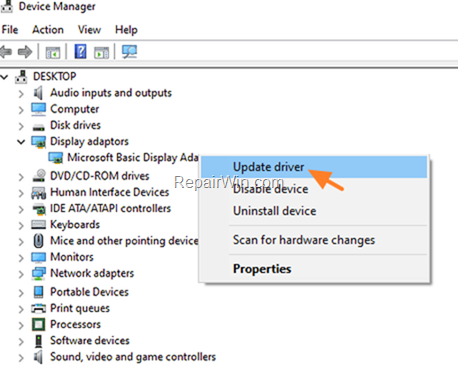 Device Manager
File Action View Help
DESKTOP
Audio inputs and outputs
Computer
Disk drives
Display adaptors
Microsoft Basic Display Ada
DVD/CD-ROM drives
Human Interface Devices
IDE ATA/ATAPI controllers
Keyboards
Mice and other pointing device
Monitors
Network adapters
Portable Devices
Print queues
Processors
Software devices
Sound, video and game controllers
Update driver
Disable device
Uninstall device
Scan for hardware changes
Properties
RepairWin.com